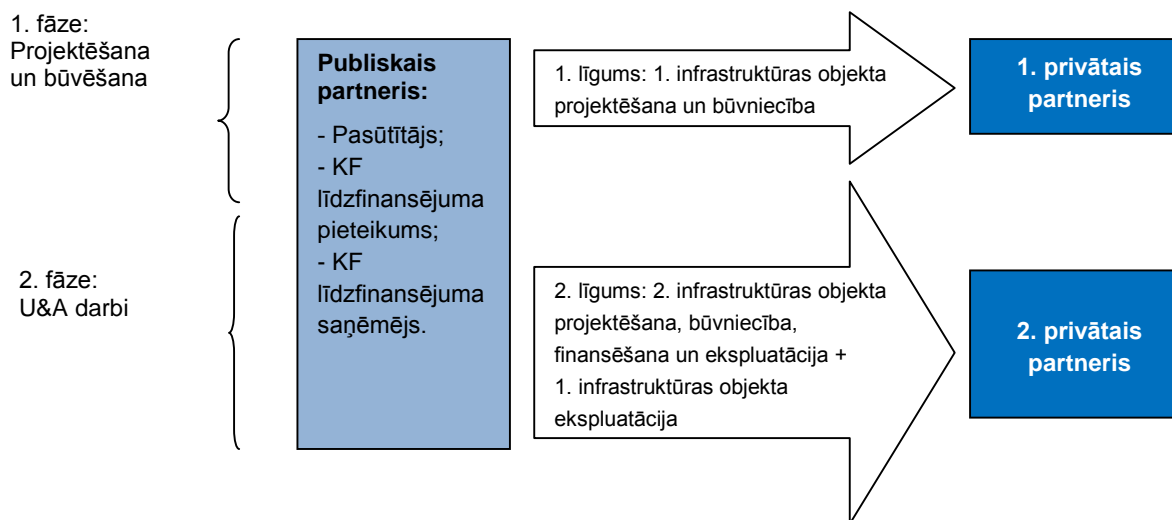 1. fāze:
Projektēšana
un būvēšana
2. fāze:
U&A darbi
Publiskais
partneris:
- Pasūtītājs;
- KF
līdzfinansējuma
pieteikums;
- KF
līdzfinansējuma
saņēmējs.
1. līgums: 1. infrastruktūras objekta
projektēšana un būvniecība
2. līgums: 2. infrastruktūras objekta
projektēšana, būvniecība,
finansēšana un ekspluatācija +
1. infrastruktūras objekta
ekspluatācija
1. privātais
partneris
2. privātais
partneris